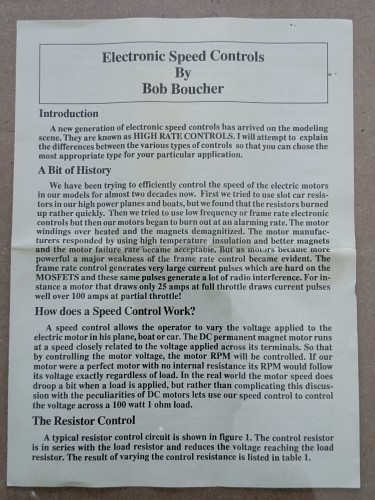 Electronic Speed Controls
By
Bob Boucher
Introduction
A new generation of electronic speed controls has arrived on the modeling
scene. They are known as HIGH RATE CONTROLS. I will attempt to explain
the differences between the various types of controls so that you can chose the
most appropriate type for your particular application.
A Bit of History
We have been trying to efficiently control the speed of the electric motors
in our models for almost two decades now. First we tried to use slot car resis-
tors in our high power planes and boats, but we found that the resistors burned
up rather quickly. Then we tried to use low frequency or frame rate electronic
controls but then our motors began to burn out at an alarming rate. The motor
windings over heated and the magnets demagnitized. The motor manufac-
turers responded by using high temperature insulation and better magnets
and the motor failure rate became acceptable. But as motors became more
powerful a major weakness of the frame rate control became evident. The
frame rate control generates very large current pulses which are hard on the
MOSFETS and these same pulses generate a lot of radio interference. For in-
stance a motor that draws only 25 amps at full throttle draws current pulses
well over 100 amps at partial throttle!
How does a Speed Control Work?
A speed control allows the operator to vary the voltage applied to the
electric motor in his plane, boat or car. The DC permanent magnet motor runs
at a speed closely related to the voltage applied across its terminals. So that
by controlling the motor voltage, the motor RPM will be controlled. If our
motor were a perfect motor with no internal resistance its RPM would follow
its voltage exactly regardless of load. In the real world the motor speed does
droop a bit when a load is applied, but rather than complicating this discus-
sion with the peculiarities of DC motors lets use our speed control to control
the voltage across a 100 watt 1 ohm load.
The Resistor Control
A typical resistor control circuit is shown in figure 1. The control resistor
is in series with the load resistor and reduces the voltage reaching the load
resistor. The result of varying the control resistance is listed in table 1.